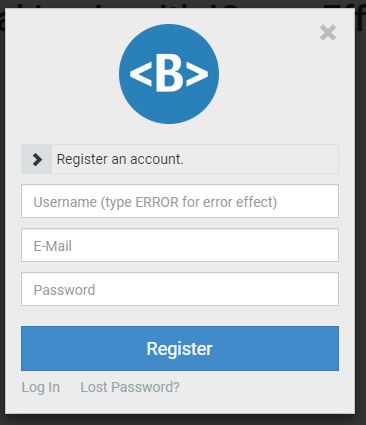 <B>
Register an account.
Username (type ERROR for error effect)
E-Mail
Password
Register
Log In Lost Password?